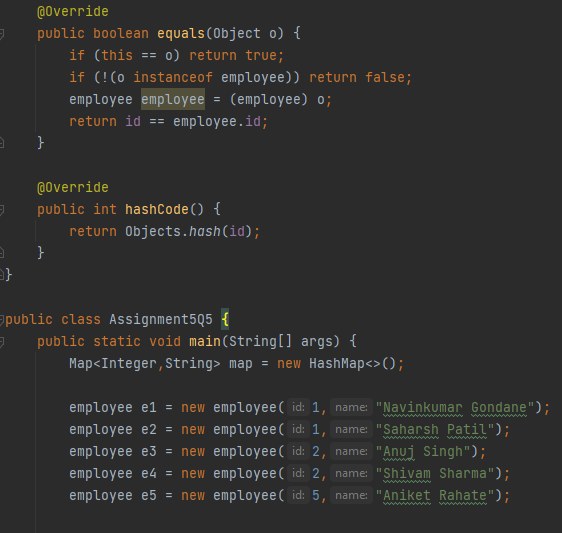 @Override
public boolean equals(Object o) {
if (this == o) return true;
if (!(o instanceof employee)) return false;
employee employee = (employee) o;
return id == employee.id;
}
@Override
public int hashCode() {
return Objects.hash(id);
}
}
public class Assignment5Q5 {
public static void main(String[] args) {
Map<Integer,String> map = new HashMap<>();
employee e1 = new employee( id: 1, name: "Navinkumar Gondane");
employee e2 = new employee( id: 1, name: "Saharsh Patil");
employee e3 = new employee( id: 2, name: "Anuj Singh");
employee e4 = new employee( id: 2, name: "Shivam Sharma");
employee e5 = new employee( id: 5, name: "Aniket Rahate");